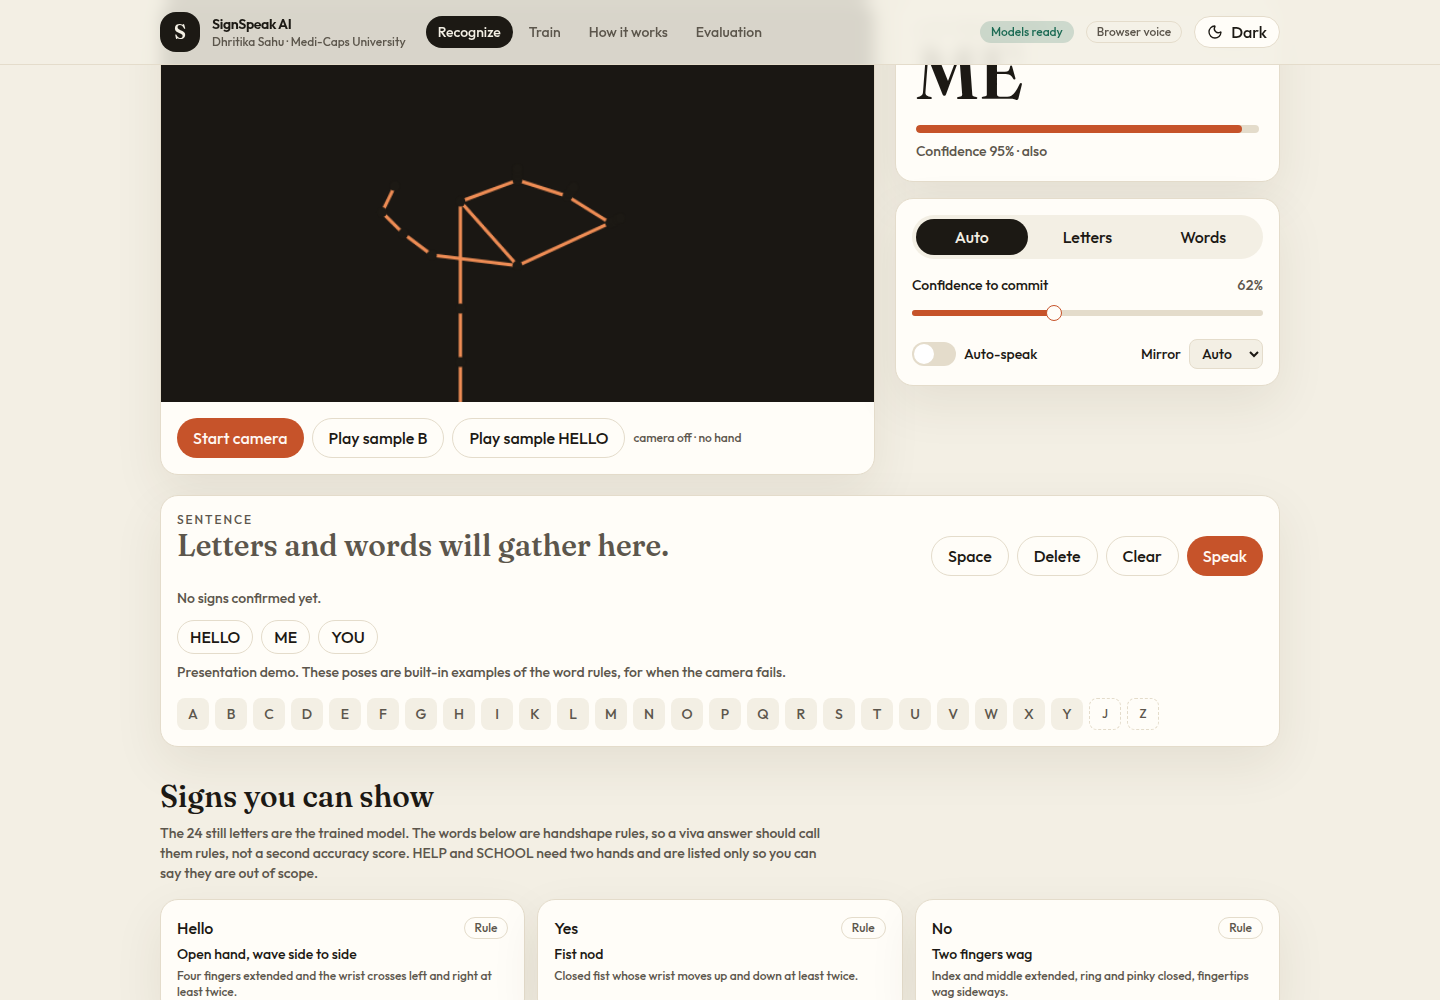 S
SignSpeak AI
Dhritika Sahu · Medi-Caps University
Recognize
Train
How it works
Evaluation
Models ready
Browser voice
Dark
ME
Confidence 95% · also
Auto
Letters
Words
Confidence to commit
62%
Auto-speak
Mirror
Auto
Start camera
Play sample B
Play sample HELLO
camera off · no hand
SENTENCE
Letters and words will gather here.
Space
Delete
Clear
Speak
No signs confirmed yet.
HELLO
ME
YOU
Presentation demo. These poses are built-in examples of the word rules, for when the camera fails.
A B C D E F G H I K L M N O P Q R S T U V W X Y J Z
Signs you can show
The 24 still letters are the trained model. The words below are handshape rules, so a viva answer should call
them rules, not a second accuracy score. HELP and SCHOOL need two hands and are listed only so you can
say they are out of scope.
Hello
Rule
Open hand, wave side to side
Four fingers extended and the wrist crosses left and right at
least twice.
Yes
Rule
Fist nod
Closed fist whose wrist moves up and down at least twice.
No
Rule
Two fingers wag
Index and middle extended, ring and pinky closed, fingertips
wag sideways.